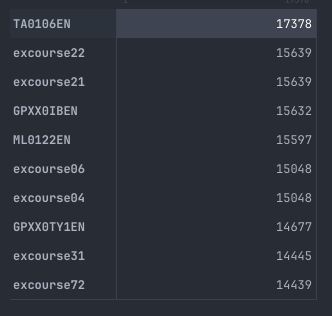 TA0106EN 17378
excourse22 15639
excourse21 15639
GPXX0IBEN 15632
ML0122EN 15597
excourse06 15048
excourse04 15048
GPXX0TY1EN 14677
excourse31 14445
excourse72 14439